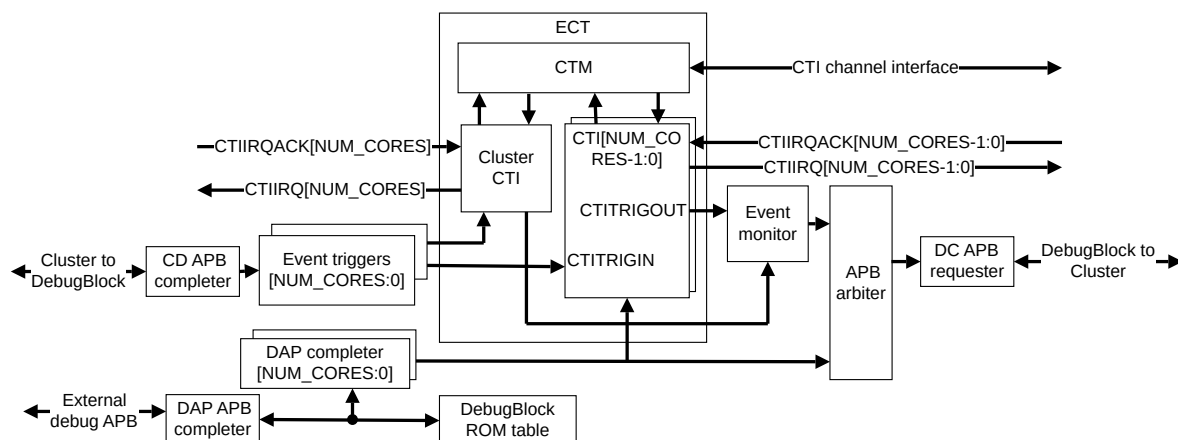 ECT
CTM
CTI channel interface
CTIIRQACK[NUM_CORES]
Cluster
CTI
CTI[NUM_CO
RES-1:0]
CTIIRQACK[NUM_CORES-1:0]
CTIIRQ[NUM_CORES-1:0]
CTIIRQ[NUM_CORES]
CTITRIGOUT
Event
monitor
Cluster to
DebugBlock
CD APB
completer
Event triggers
[NUM_CORES:0]
CTITRIGIN
APB
arbiter
DC APB
requester
DebugBlock to
Cluster
DAP completer
[NUM_CORES:0]
External
debug APB
DAP APB
completer
DebugBlock
ROM table